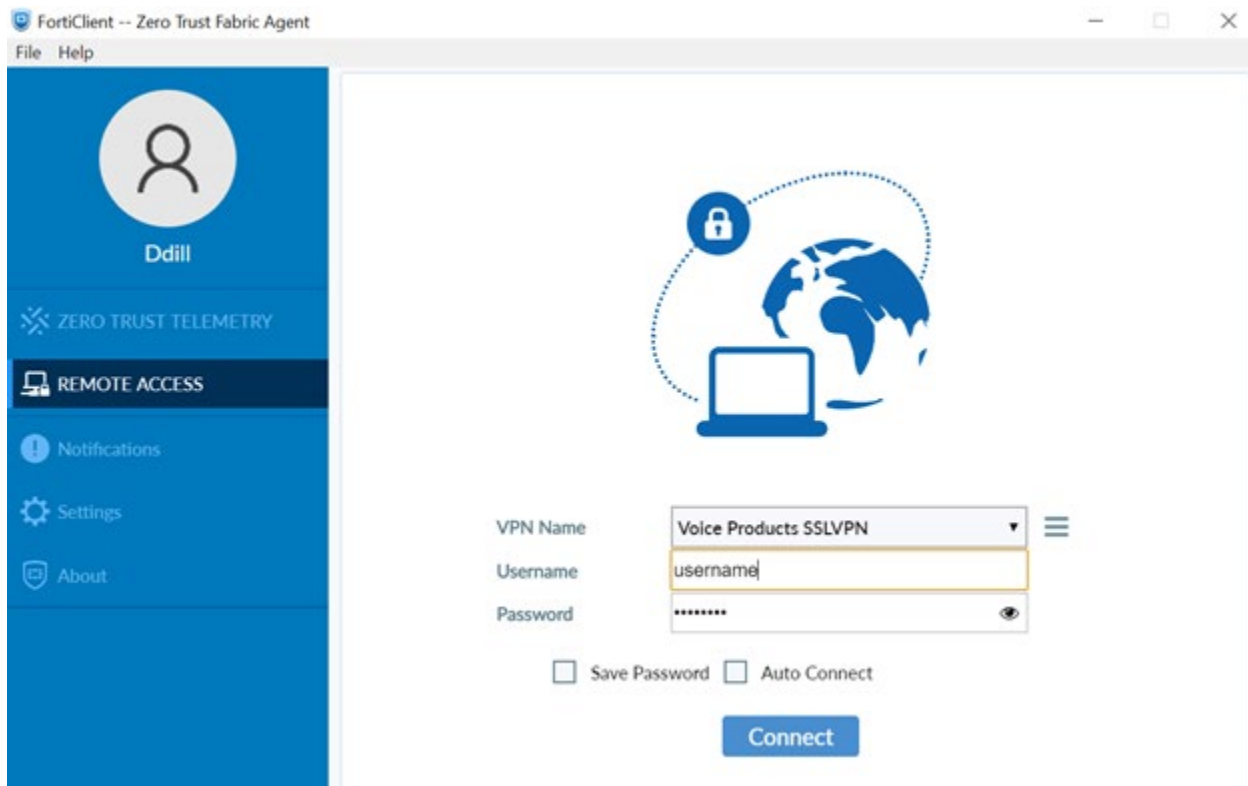 FortiClient -- Zero Trust Fabric Agent
File Help
Ddill
ZERO TRUST TELEMETRY
REMOTE ACCESS
Notifications
Settings
About
VPN Name
Voice Products SSLVPN
Username
username
Password
••••••••
Save Password
Auto Connect
Connect